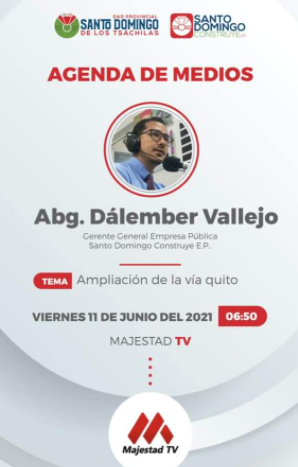 GAD PROVINCIAL
SANTO DOMINGO
DE LOS TSÁCHILAS
SANTO
DOMINGO
CONSTRUYE E.P.
AGENDA DE MEDIOS
Abg. Dálember Vallejo
Gerente General Empresa Pública
Santo Domingo Construye E.P.
TEMA Ampliación de la vía quito
VIERNES 11 DE JUNIO DEL 2021 06:50
MAJESTAD TV
Majestad TV